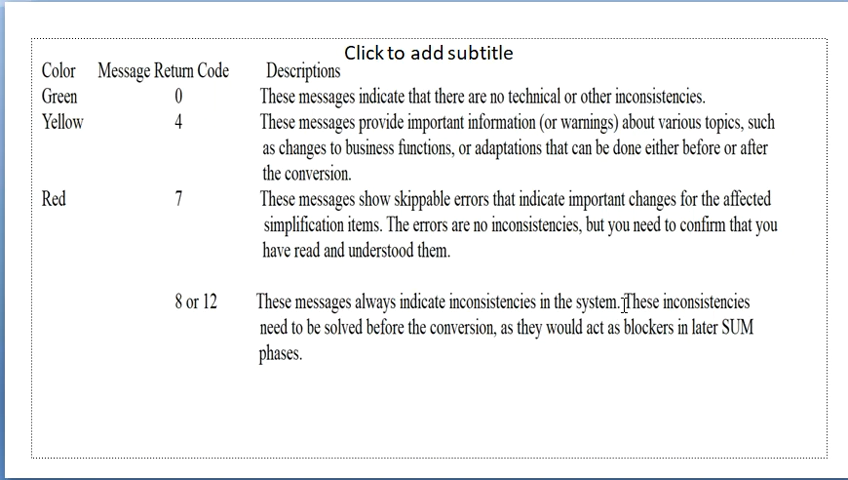 Click to add subtitle
Color Message Return Code Descriptions
Green 0 These messages indicate that there are no technical or other inconsistencies.
Yellow 4 These messages provide important information (or warnings) about various topics, such
as changes to business functions, or adaptations that can be done either before or after
the conversion.
Red 7 These messages show skippable errors that indicate important changes for the affected
simplification items. The errors are no inconsistencies, but you need to confirm that you
have read and understood them.
8 or 12 These messages always indicate inconsistencies in the system. These inconsistencies
need to be solved before the conversion, as they would act as blockers in later SUM
phases.